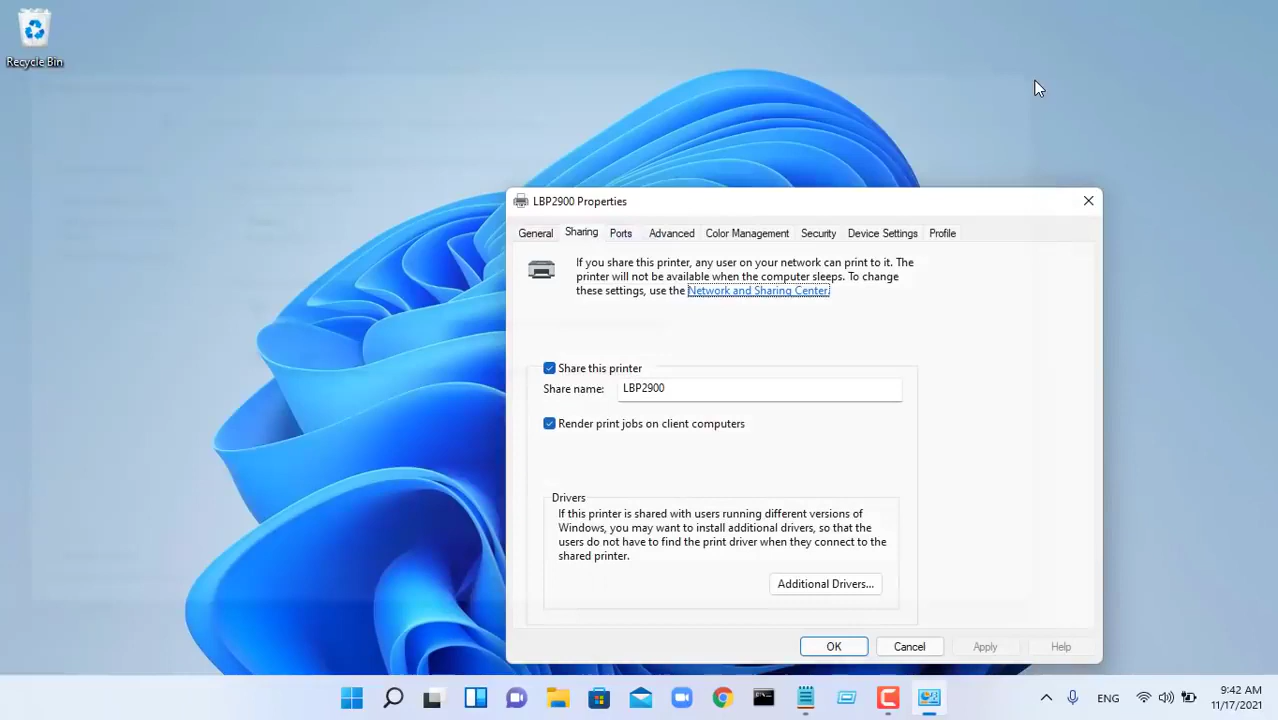 Recycle Bin
LBP2900 Properties
General Sharing Ports Advanced Color Management Security Device Settings Profile
If you share this printer, any user on your network can print to it. The
printer will not be available when the computer sleeps. To change
these settings, use the Network and Sharing Center.
Share this printer
Share name: LBP2900
Render print jobs on client computers
Drivers
If this printer is shared with users running different versions of
Windows, you may want to install additional drivers, so that the
users do not have to find the print driver when they connect to the
shared printer.
Additional Drivers...
OK Cancel Apply Help
ENG
9:42 AM
11/17/2021